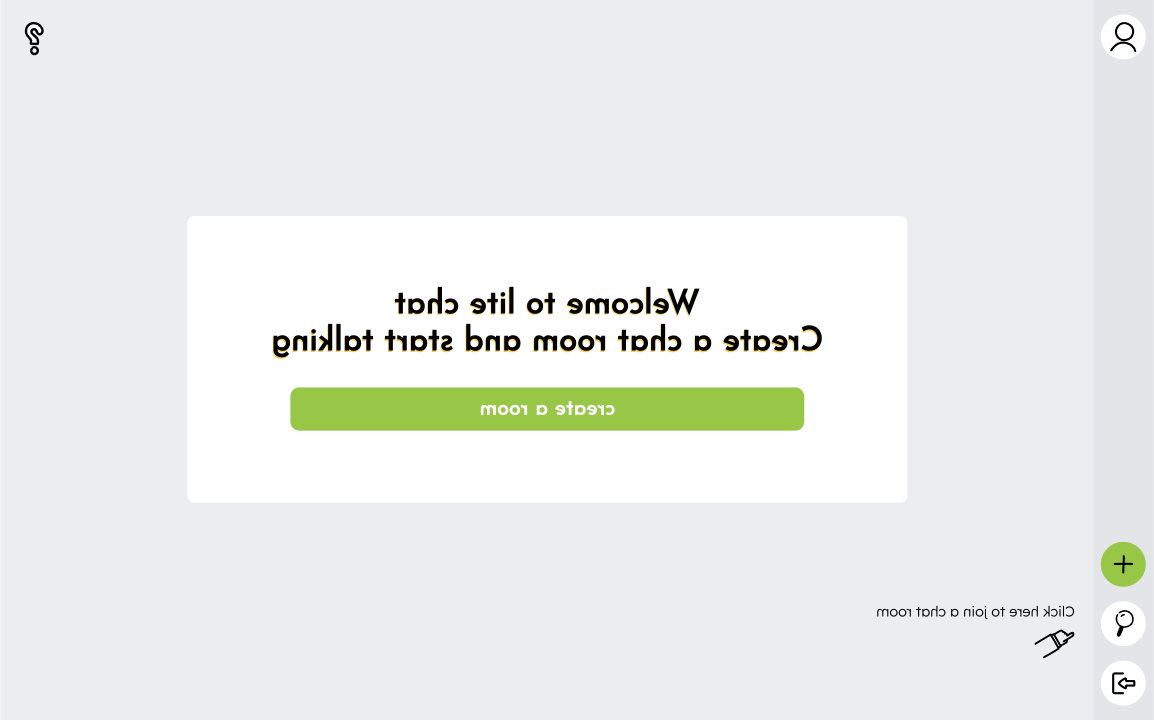 Welcome to lite chat
Create a chat room and start talking
create a room
Click here to join a chat room